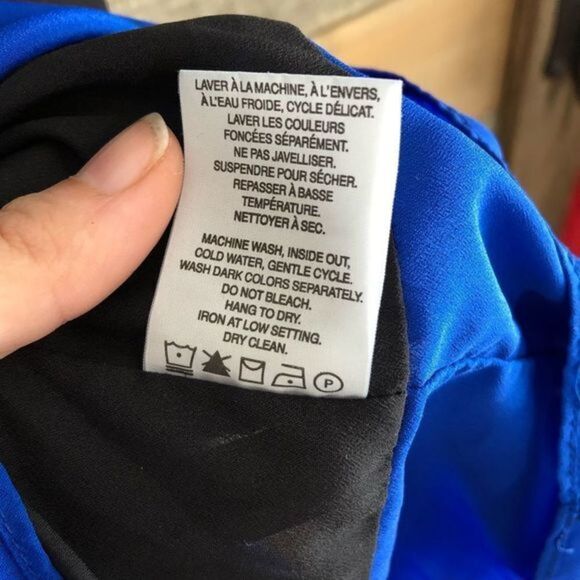 LAVER À LA MACHINE, À L'ENVERS,
À L'EAU FROIDE, CYCLE DÉLICAT.
LAVER LES COULEURS
FONCÉES SÉPARÉMENT.
NE PAS JAVELLISER.
SUSPENDRE POUR SÉCHER.
REPASSER À BASSE
TEMPÉRATURE.
NETTOYER À SEC.
MACHINE WASH, INSIDE OUT,
COLD WATER, GENTLE CYCLE.
WASH DARK COLORS SEPARATELY.
DO NOT BLEACH.
HANG TO DRY.
IRON AT LOW SETTING.
DRY CLEAN.
P